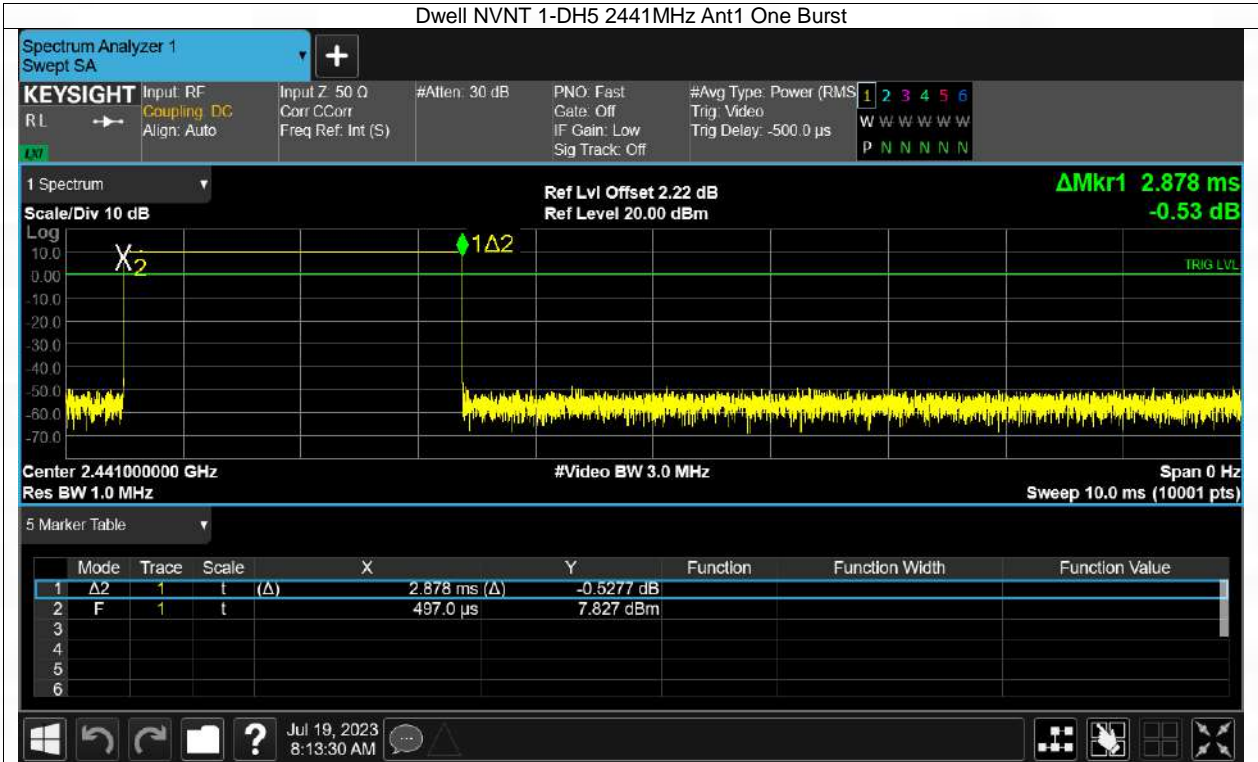 Dwell NVNT 1-DH5 2441MHz Ant1 One Burst
Spectrum Analyzer 1
Swept SA
+
KEYSIGHT Input: RF Input Z: 50 Ω #Atten: 30 dB PNO: Fast #Avg Type: Power (RMS 1 2 3 4 5 6
RL Coupling: DC Corr CCorr Gate: Off Trig: Video W W W W W W
Align: Auto Freq Ref: Int (S) IF Gain: Low Trig Delay: -500.0 µs P N N N N N
LXI Sig Track: Off
1 Spectrum Ref Lvl Offset 2.22 dB ΔMkr1 2.878 ms
Scale/Div 10 dB Ref Level 20.00 dBm -0.53 dB
Log
10.0 X2 1Δ2
0.00 TRIG LVL
-10.0
-20.0
-30.0
-40.0
-50.0
-60.0
-70.0
Center 2.441000000 GHz #Video BW 3.0 MHz Span 0 Hz
Res BW 1.0 MHz Sweep 10.0 ms (10001 pts)
5 Marker Table
Mode Trace Scale X Y Function Function Width Function Value
1 Δ2 1 t (Δ) 2.878 ms (Δ) -0.5277 dB
2 F 1 t 497.0 µs 7.827 dBm
3
4
5
6
? Jul 19, 2023
8:13:30 AM